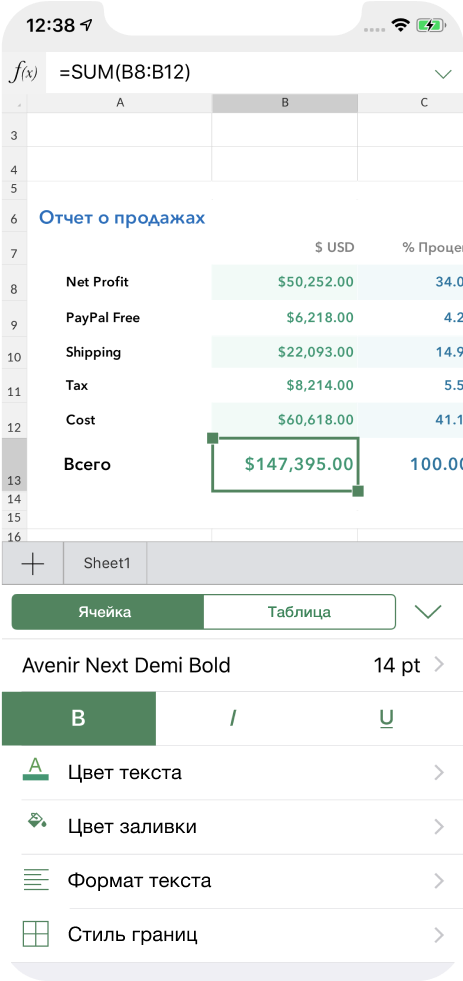 12:38
f(x) =SUM(B8:B12)
A B C
3
4
5
6 Отчет о продажах
7 $ USD % Проце
8 Net Profit $50,252.00 34.0
9 PayPal Free $6,218.00 4.2
10 Shipping $22,093.00 14.9
11 Tax $8,214.00 5.5
12 Cost $60,618.00 41.1
13 Всего $147,395.00 100.00
14
15
16
Sheet1
Ячейка Таблица
Avenir Next Demi Bold 14 pt
B I U
A Цвет текста
Цвет заливки
Формат текста
Стиль границ